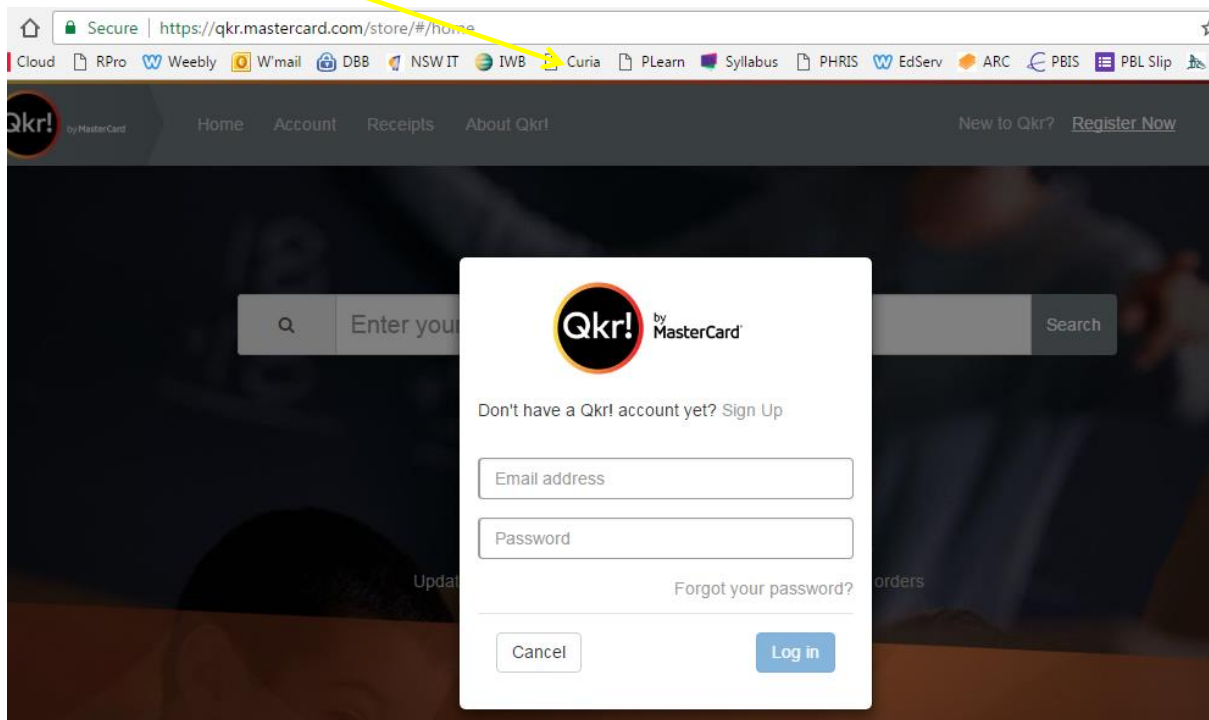 Secure | https://qkr.mastercard.com/store/#/home
Cloud RPro Weebly W'mail DBB NSW IT IWB Curia PLearn Syllabus PHRIS EdServ ARC PBIS PBL Slip
Qkr! by MasterCard Home Account Receipts About Qkr! New to Qkr? Register Now
Enter your Search
Qkr! by MasterCard
Don't have a Qkr! account yet? Sign Up
Email address
Password
Forgot your password?
Updat orders
Cancel Log in